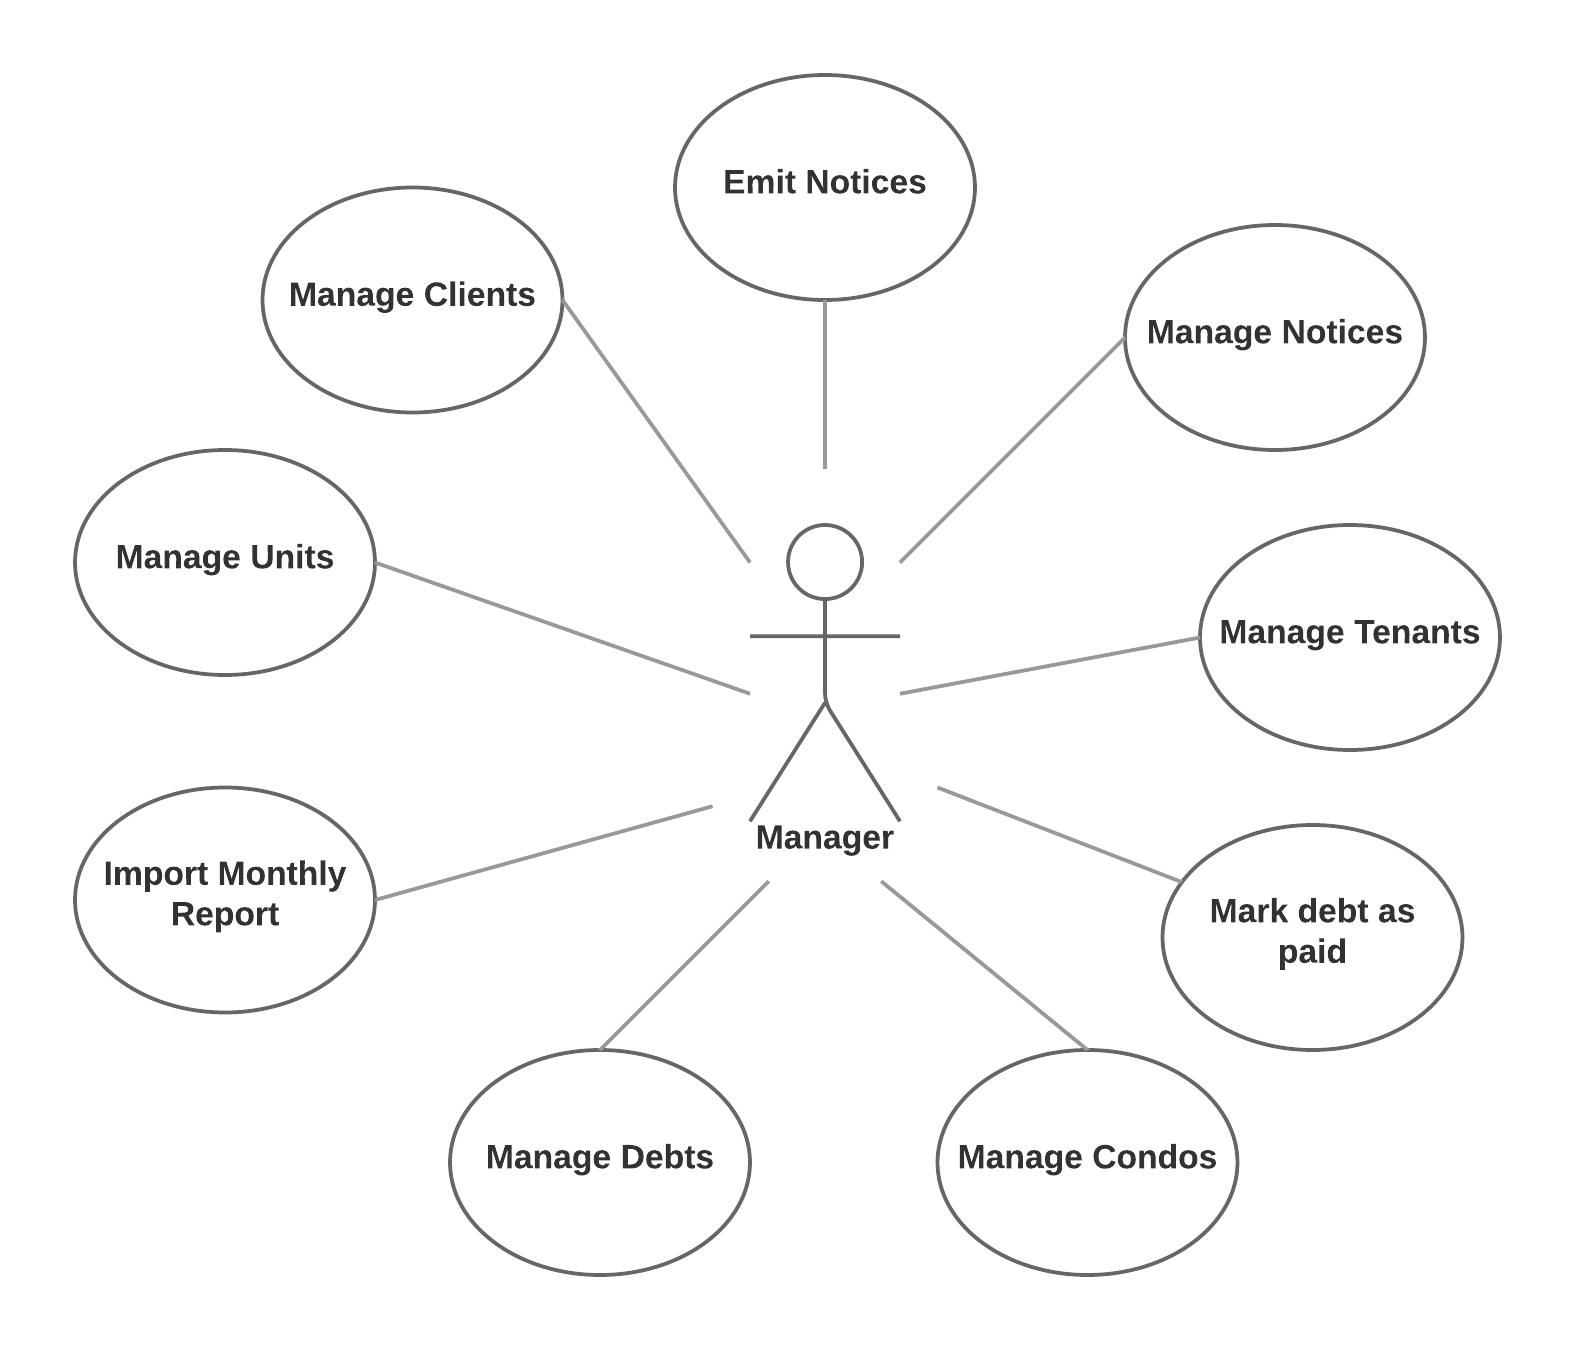 Emit Notices
Manage Clients
Manage Notices
Manage Units
Manage Tenants
Manager
Import Monthly
Report
Mark debt as
paid
Manage Debts
Manage Condos